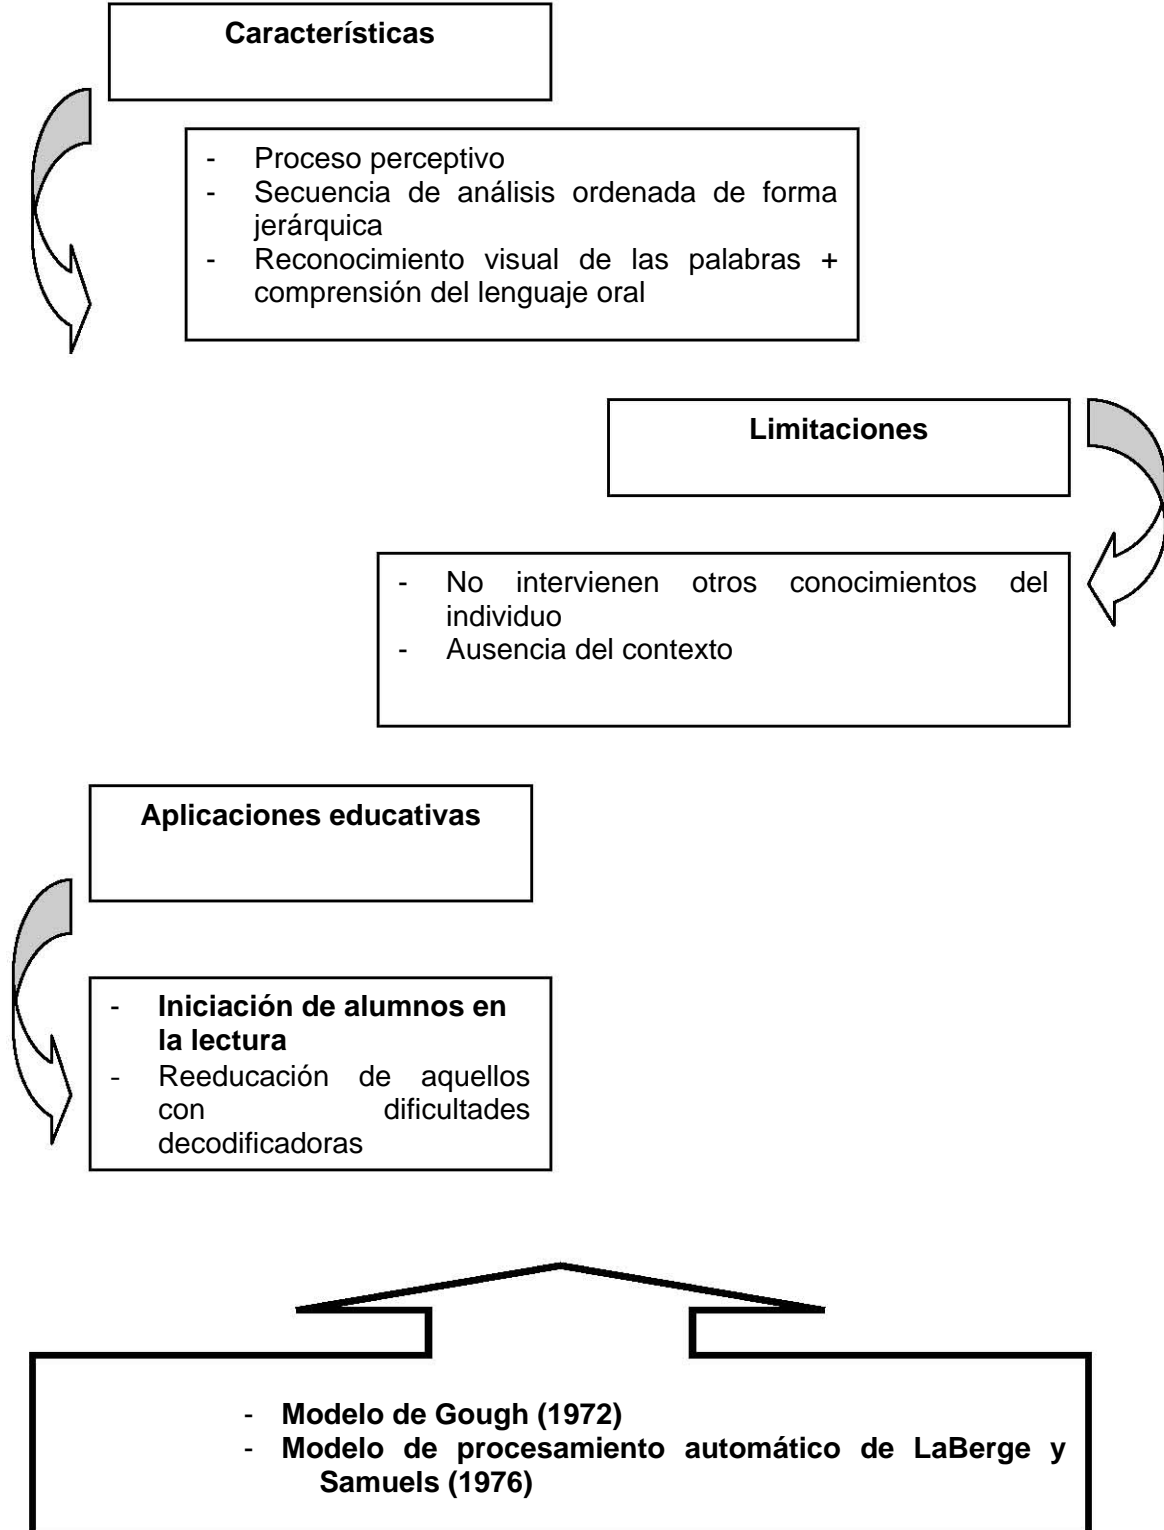 Características
- Proceso perceptivo
- Secuencia de análisis ordenada de forma
jerárquica
- Reconocimiento visual de las palabras +
comprensión del lenguaje oral
Limitaciones
- No intervienen otros conocimientos del
individuo
- Ausencia del contexto
Aplicaciones educativas
- Iniciación de alumnos en
la lectura
- Reeducación de aquellos
con dificultades
decodificadoras
- Modelo de Gough (1972)
- Modelo de procesamiento automático de LaBerge y
Samuels (1976)